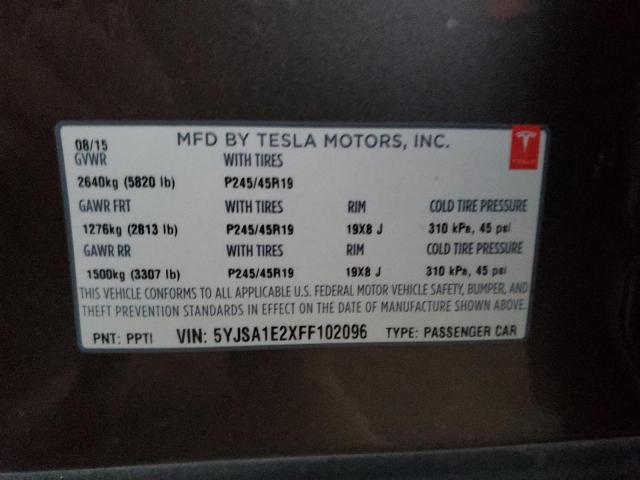 08/15 MFD BY TESLA MOTORS, INC.
TESLA
GVWR WITH TIRES
2640kg (5820 lb) P245/45R19
GAWR FRT WITH TIRES RIM COLD TIRE PRESSURE
1276kg (2813 lb) P245/45R19 19X8 J 310 kPa, 45 psi
GAWR RR WITH TIRES RIM COLD TIRE PRESSURE
1500kg (3307 lb) P245/45R19 19X8 J 310 kPa, 45 psi
THIS VEHICLE CONFORMS TO ALL APPLICABLE U.S. FEDERAL MOTOR VEHICLE SAFETY, BUMPER, AND
THEFT PREVENTION STANDARDS IN EFFECT ON THE DATE OF MANUFACTURE SHOWN ABOVE.
PNT: PPTI VIN: 5YJSA1E2XFF102096 TYPE: PASSENGER CAR